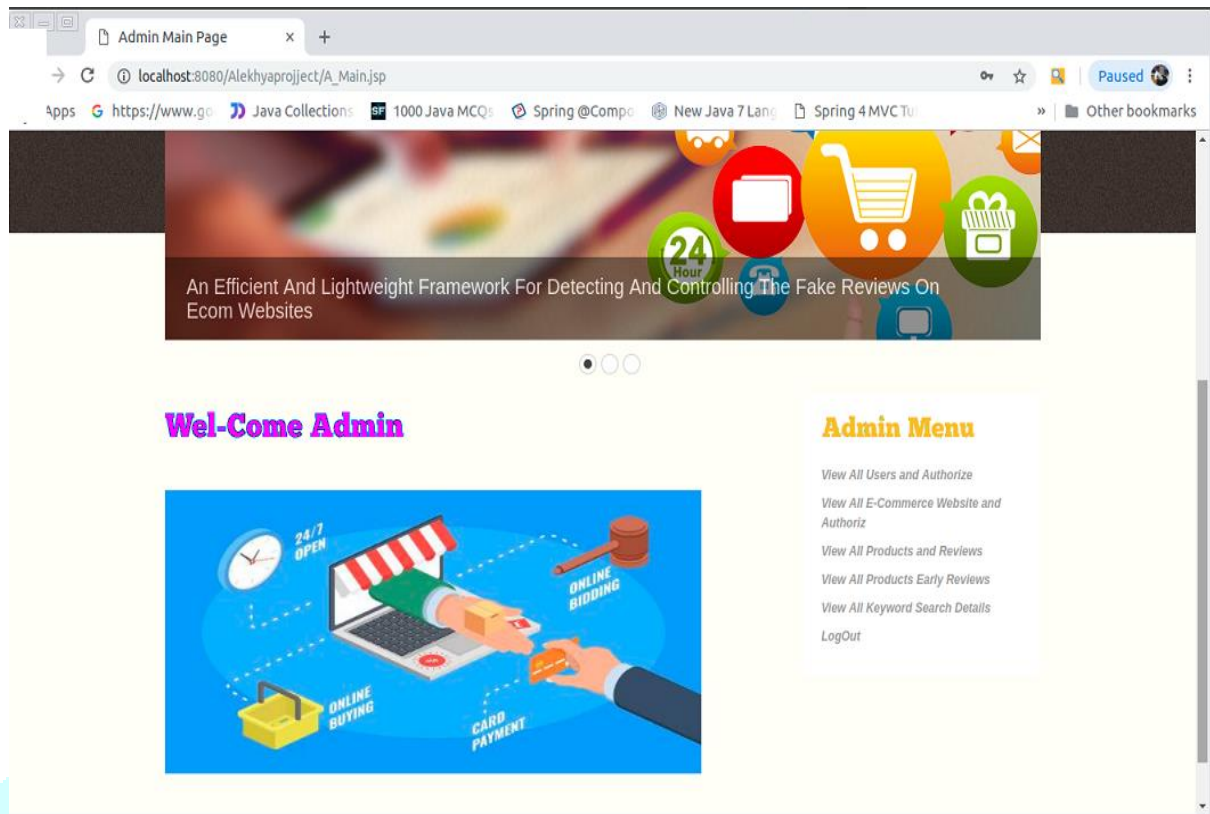 Admin Main Page
localhost:8080/Alekhyaprojject/A_Main.jsp
Paused
Apps
https://www.go
Java Collections
1000 Java MCQs
Spring @Compo
New Java 7 Lang
Spring 4 MVC Tu
»
Other bookmarks
24
Hour
An Efficient And Lightweight Framework For Detecting And Controlling The Fake Reviews On
Ecom Websites
Wel-Come Admin
24/7
OPEN
ONLINE
BIDDING
ONLINE
BUYING
CARD
PAYMENT
Admin Menu
View All Users and Authorize
View All E-Commerce Website and
Authoriz
View All Products and Reviews
View All Products Early Reviews
View All Keyword Search Details
LogOut